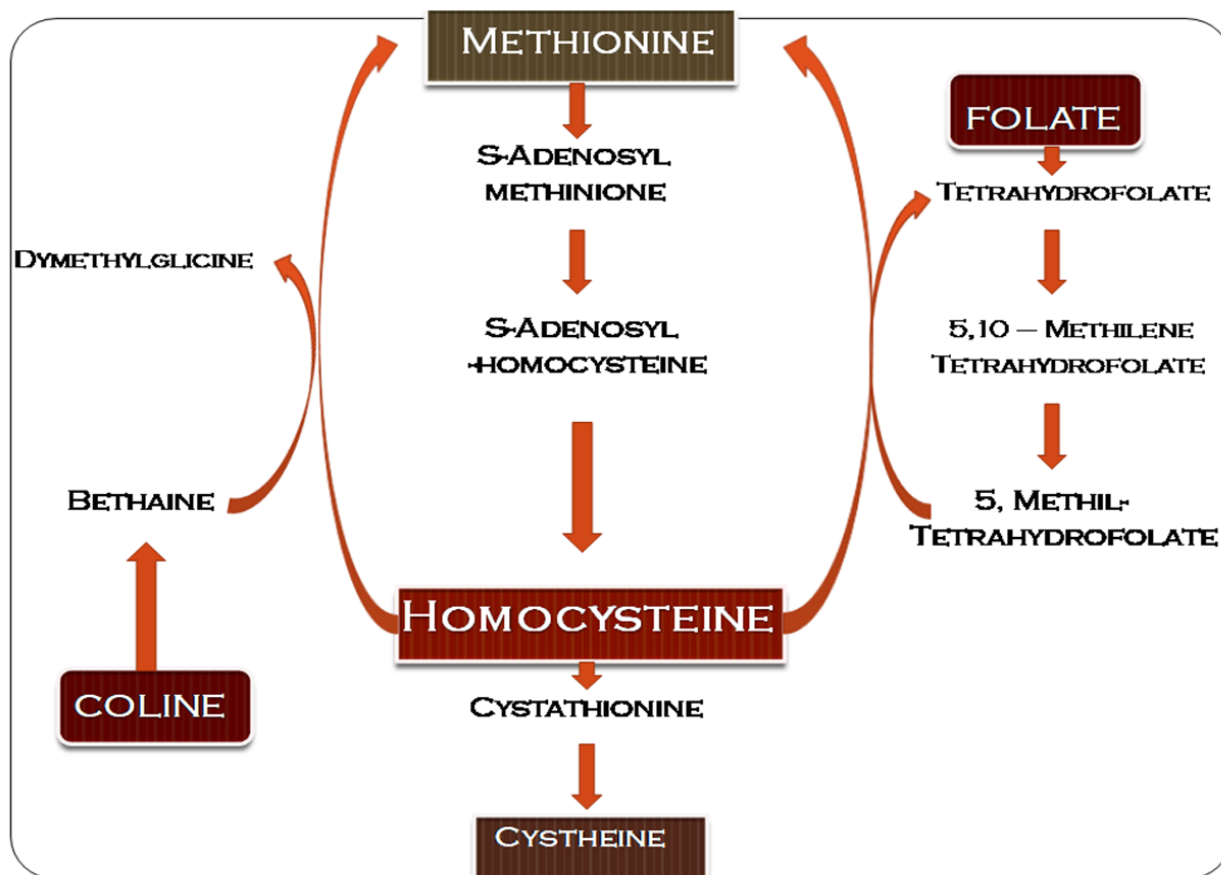 METHIONINE
FOLATE
S-ADENOSYL
METHINIONE
TETRAHYDROFOLATE
DYMETHYLGLICINE
S-ADENOSYL
-HOMOCYSTEINE
5,10 – METHILENE
TETRAHYDROFOLATE
BETHAINE
5, METHIL-
TETRAHYDROFOLATE
HOMOCYSTEINE
COLINE
CYSTATHIONINE
CYSTHEINE